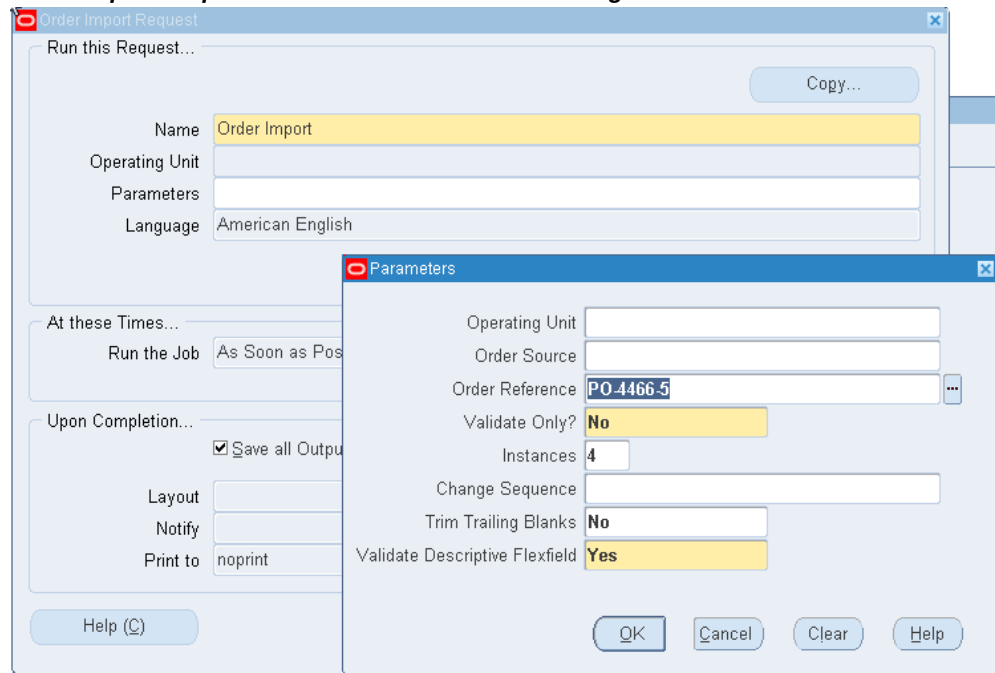 Order Import Request
Run this Request...
Copy...
Name Order Import
Operating Unit
Parameters
Language American English
Parameters
Operating Unit
At these Times...
Run the Job As Soon as Pos
Order Source
Order Reference PO-4466-5 ...
Validate Only? No
Upon Completion...
Save all Outpu
Instances 4
Change Sequence
Layout
Trim Trailing Blanks No
Notify
Validate Descriptive Flexfield Yes
Print to noprint
Help (C)
OK Cancel Clear Help